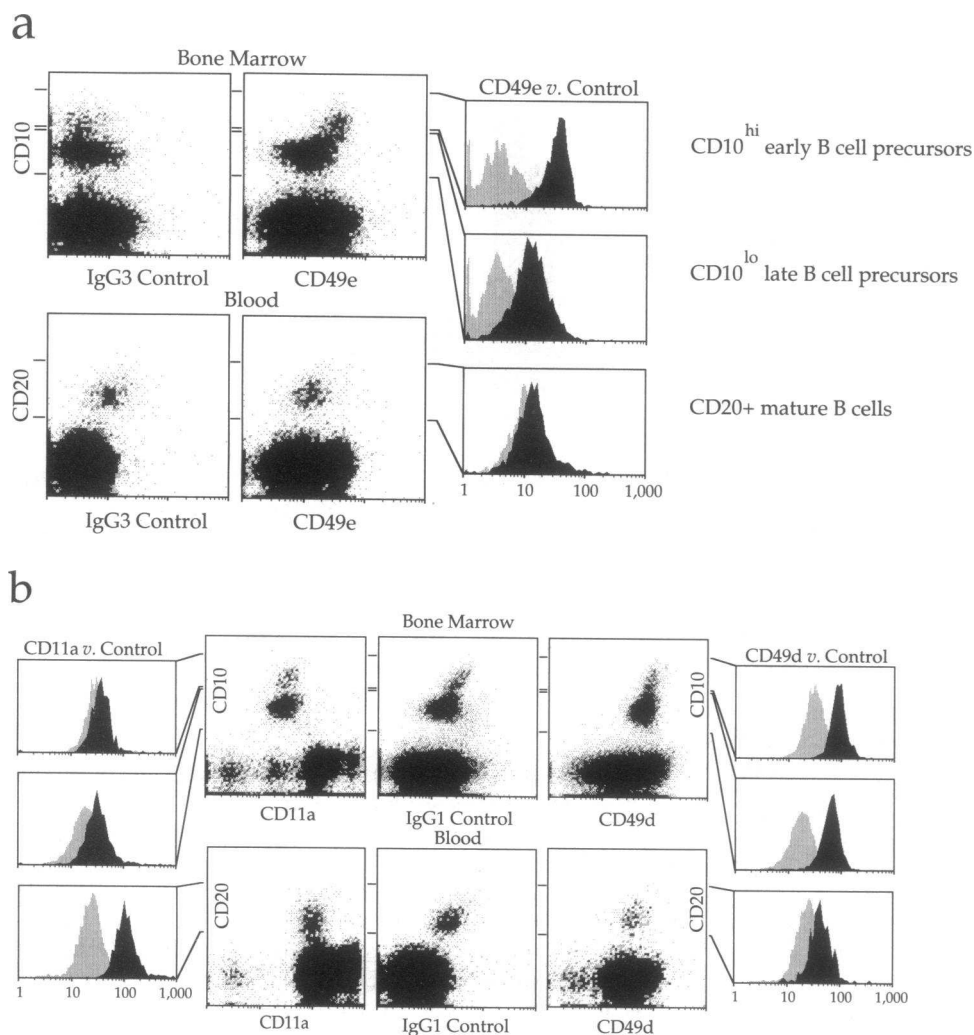 a
Bone Marrow
CD49e v. Control
CD10
CD10hi early B cell precursors
CD10lo late B cell precursors
IgG3 Control
CD49e
Blood
CD20
CD20+ mature B cells
1 10 100 1,000
IgG3 Control
CD49e
b
Bone Marrow
CD11a v. Control
CD49d v. Control
CD10
CD10
CD11a
IgG1 Control
CD49d
Blood
CD20
CD20
1 10 100 1,000
1 10 100 1,000
CD11a
IgG1 Control
CD49d